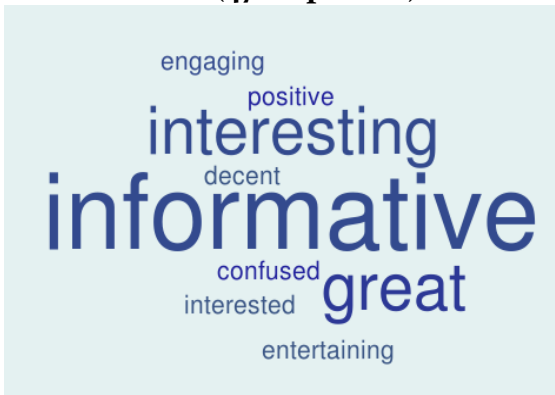 engaging
positive
interesting
decent
informative
confused
great
interested
entertaining